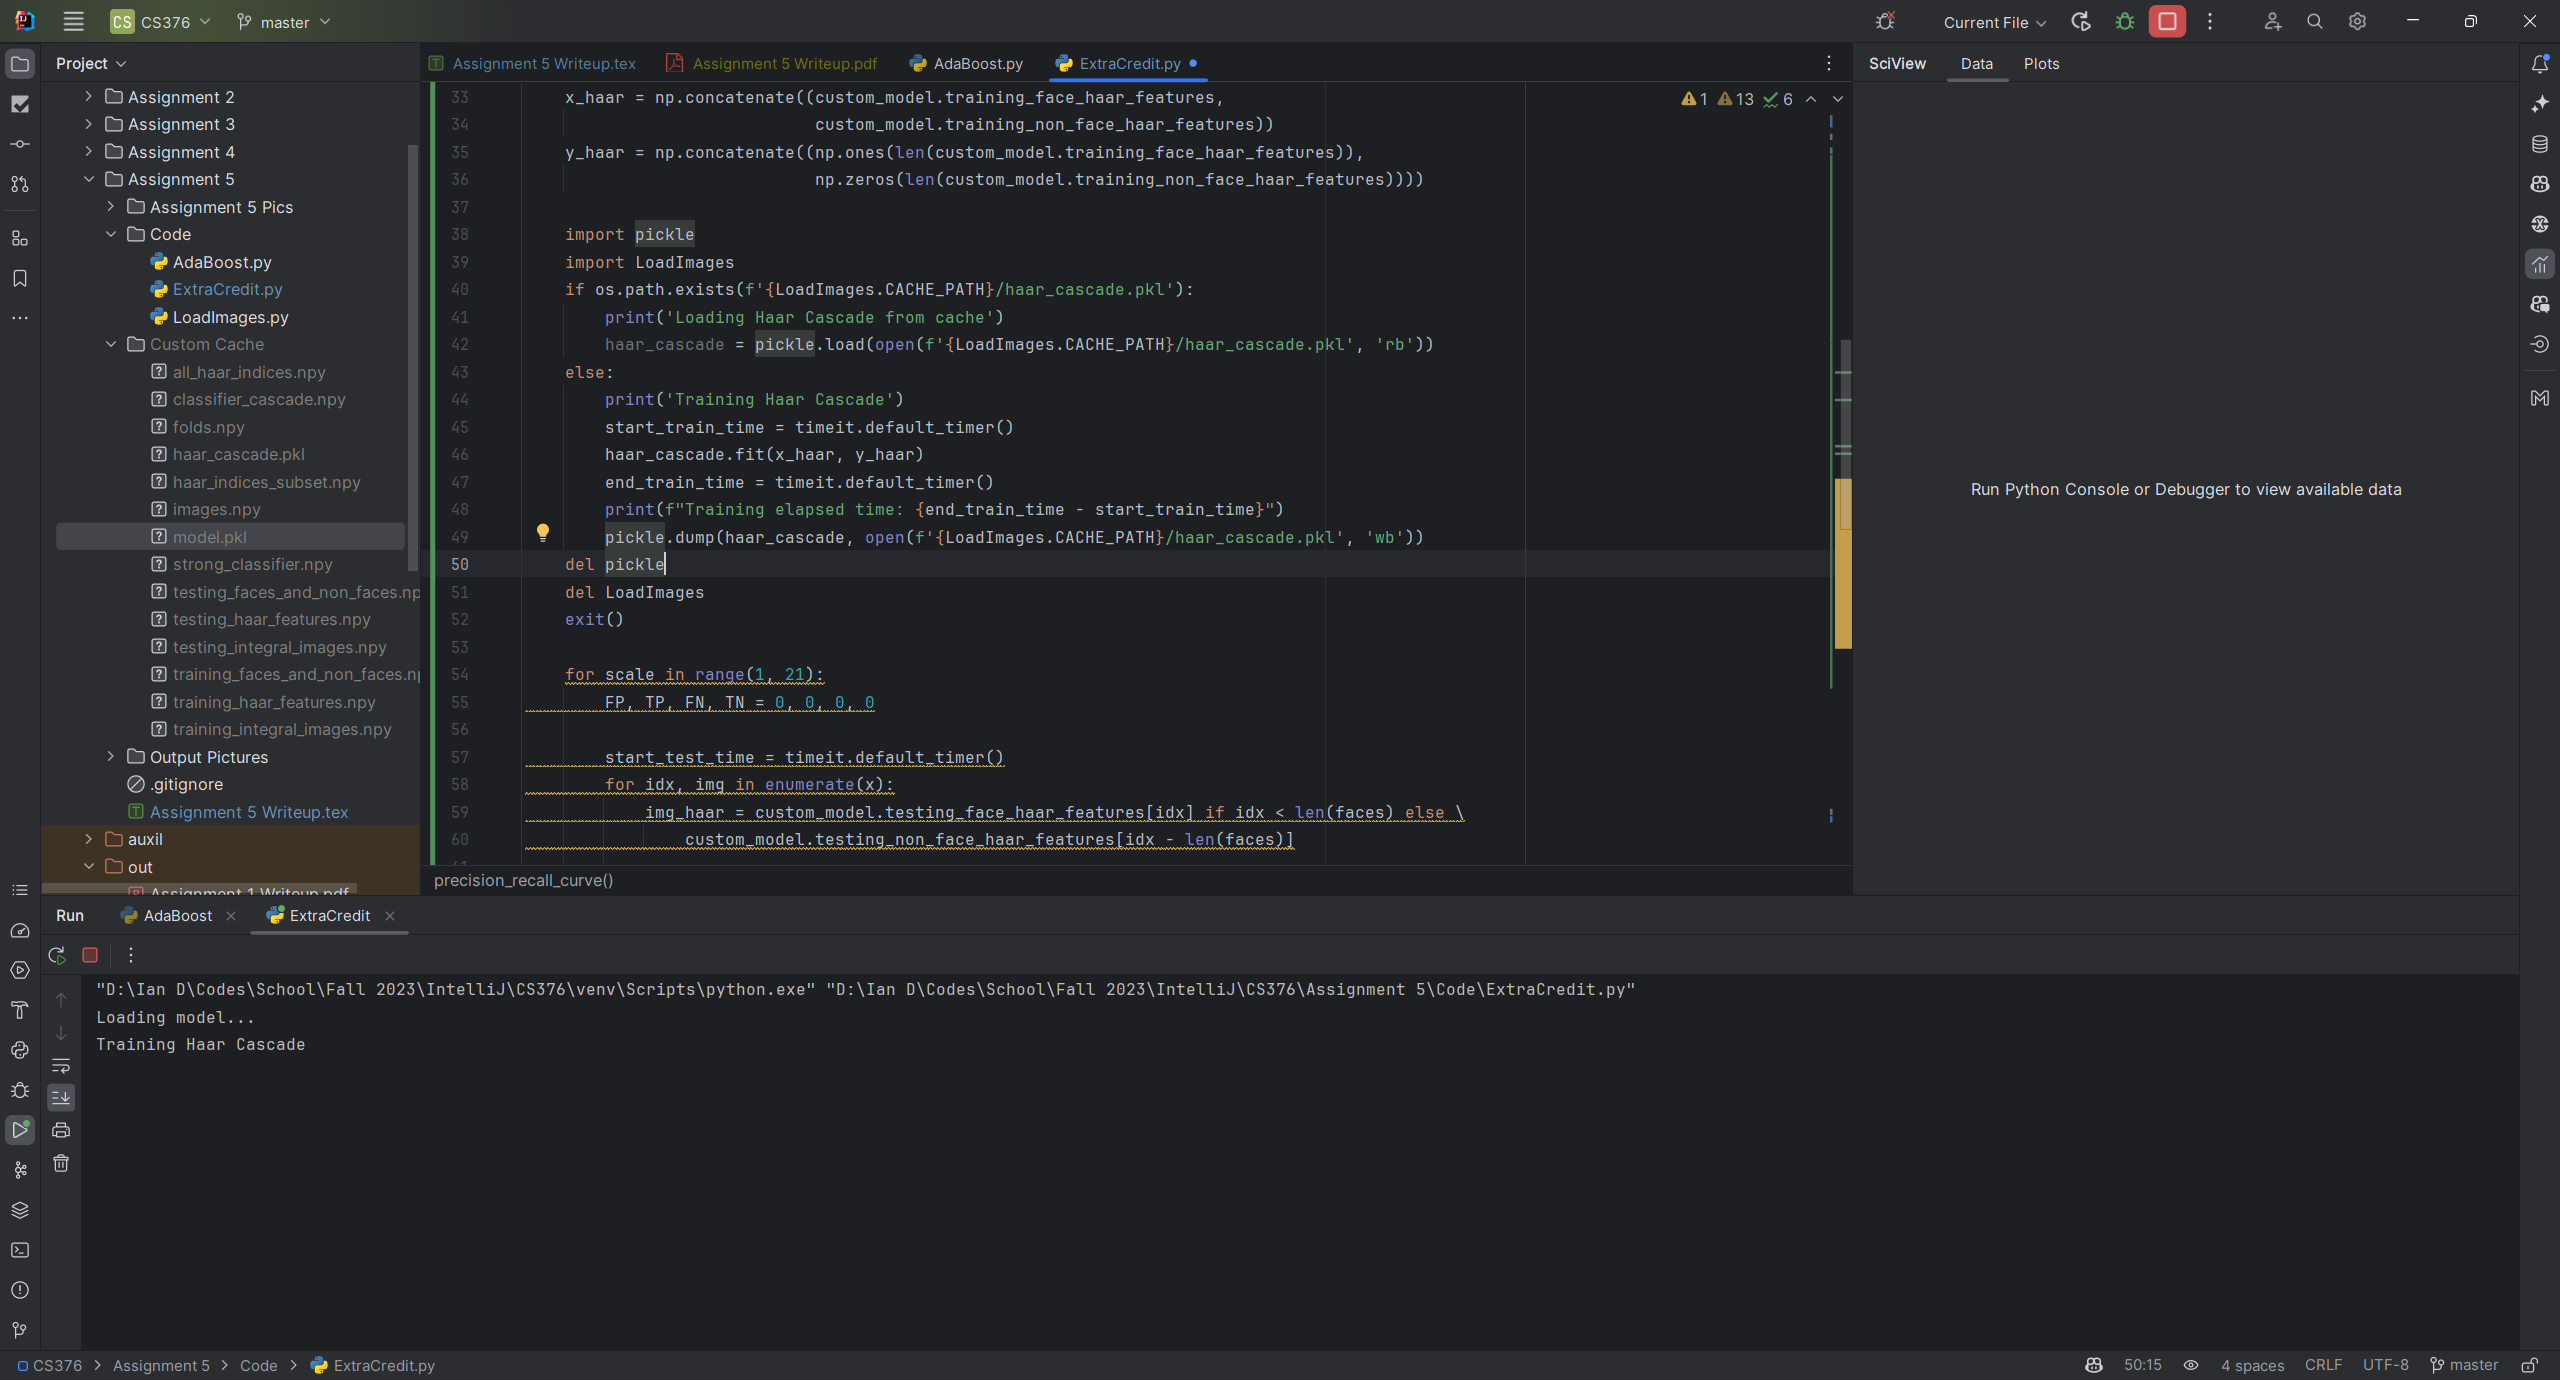 CS CS376 master Current File
Project
Assignment 2
Assignment 3
Assignment 4
Assignment 5
Assignment 5 Pics
Code
AdaBoost.py
ExtraCredit.py
LoadImages.py
Custom Cache
all_haar_indices.npy
classifier_cascade.npy
folds.npy
haar_cascade.pkl
haar_indices_subset.npy
images.npy
model.pkl
strong_classifier.npy
testing_faces_and_non_faces.np
testing_haar_features.npy
testing_integral_images.npy
training_faces_and_non_faces.np
training_haar_features.npy
training_integral_images.npy
Output Pictures
.gitignore
Assignment 5 Writeup.tex
auxil
out
Assignment 1 Writeup.pdf
Assignment 5 Writeup.tex Assignment 5 Writeup.pdf AdaBoost.py ExtraCredit.py
1 13 6
33 x_haar = np.concatenate((custom_model.training_face_haar_features,
34 custom_model.training_non_face_haar_features))
35 y_haar = np.concatenate((np.ones(len(custom_model.training_face_haar_features)),
36 np.zeros(len(custom_model.training_non_face_haar_features))))
37
38 import pickle
39 import LoadImages
40 if os.path.exists(f'{LoadImages.CACHE_PATH}/haar_cascade.pkl'):
41 print('Loading Haar Cascade from cache')
42 haar_cascade = pickle.load(open(f'{LoadImages.CACHE_PATH}/haar_cascade.pkl', 'rb'))
43 else:
44 print('Training Haar Cascade')
45 start_train_time = timeit.default_timer()
46 haar_cascade.fit(x_haar, y_haar)
47 end_train_time = timeit.default_timer()
48 print(f"Training elapsed time: {end_train_time - start_train_time}")
49 pickle.dump(haar_cascade, open(f'{LoadImages.CACHE_PATH}/haar_cascade.pkl', 'wb'))
50 del pickle
51 del LoadImages
52 exit()
53
54 for scale in range(1, 21):
55 FP, TP, FN, TN = 0, 0, 0, 0
56
57 start_test_time = timeit.default_timer()
58 for idx, img in enumerate(x):
59 img_haar = custom_model.testing_face_haar_features[idx] if idx < len(faces) else \
60 custom_model.testing_non_face_haar_features[idx - len(faces)]
precision_recall_curve()
SciView Data Plots
Run Python Console or Debugger to view available data
Run AdaBoost ExtraCredit
"D:\Ian D\Codes\School\Fall 2023\IntelliJ\CS376\venv\Scripts\python.exe" "D:\Ian D\Codes\School\Fall 2023\IntelliJ\CS376\Assignment 5\Code\ExtraCredit.py"
Loading model...
Training Haar Cascade
CS376 > Assignment 5 > Code > ExtraCredit.py
50:15 4 spaces CRLF UTF-8 master